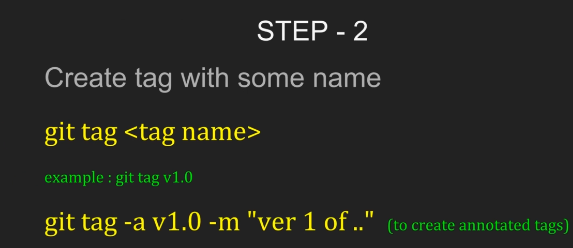 STEP - 2
Create tag with some name
git tag <tag name>
example : git tag v1.0
git tag -a v1.0 -m "ver 1 of .." (to create annotated tags)